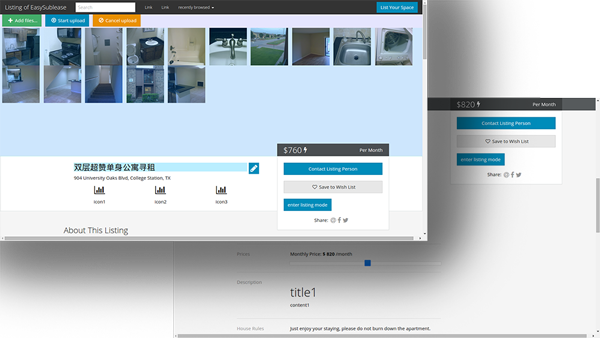 Listing of EasySublease
Search
Link
Link
recently browsed
List Your Space
Add files...
Start upload
Cancel upload
$760
Per Month
Contact Listing Person
Save to Wish List
enter listing mode
Share:
双层超赞单身公寓寻租
904 University Oaks Blvd, College Station, TX
Icon1
Icon2
Icon3
About This Listing
$820
Per Month
Contact Listing Person
Save to Wish List
enter listing mode
Share:
Prices
Monthly Price: $ 820 /month
Description
title1
content1
House Rules
Just enjoy your staying, please do not burn down the apartment.